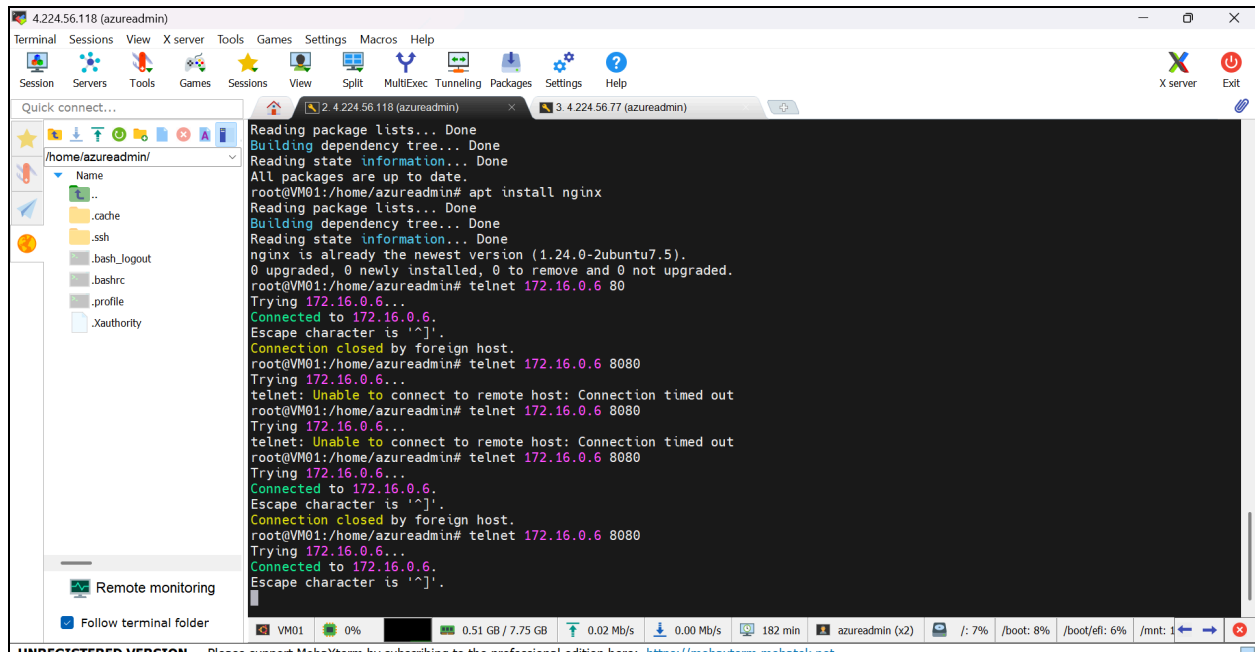 4.224.56.118 (azureadmin)
Terminal Sessions View X server Tools Games Settings Macros Help
Session Servers Tools Games Sessions View Split MultiExec Tunneling Packages Settings Help X server Exit
Quick connect...
2. 4.224.56.118 (azureadmin)
3. 4.224.56.77 (azureadmin)
/home/azureadmin/
Name
..
.cache
.ssh
.bash_logout
.bashrc
.profile
.Xauthority
Remote monitoring
Follow terminal folder
Reading package lists... Done
Building dependency tree... Done
Reading state information... Done
All packages are up to date.
root@VM01:/home/azureadmin# apt install nginx
Reading package lists... Done
Building dependency tree... Done
Reading state information... Done
nginx is already the newest version (1.24.0-2ubuntu7.5).
0 upgraded, 0 newly installed, 0 to remove and 0 not upgraded.
root@VM01:/home/azureadmin# telnet 172.16.0.6 80
Trying 172.16.0.6...
Connected to 172.16.0.6.
Escape character is '^]'.
Connection closed by foreign host.
root@VM01:/home/azureadmin# telnet 172.16.0.6 8080
Trying 172.16.0.6...
telnet: Unable to connect to remote host: Connection timed out
root@VM01:/home/azureadmin# telnet 172.16.0.6 8080
Trying 172.16.0.6...
telnet: Unable to connect to remote host: Connection timed out
root@VM01:/home/azureadmin# telnet 172.16.0.6 8080
Trying 172.16.0.6...
Connected to 172.16.0.6.
Escape character is '^]'.
Connection closed by foreign host.
root@VM01:/home/azureadmin# telnet 172.16.0.6 8080
Trying 172.16.0.6...
Connected to 172.16.0.6.
Escape character is '^]'.
VM01 0% 0.51 GB / 7.75 GB 0.02 Mb/s 0.00 Mb/s 182 min azureadmin (x2) /: 7% /boot: 8% /boot/efi: 6% /mnt: 1
UNREGISTERED VERSION - Please support MobaXterm by subscribing to the professional edition here: https://mobaxterm.mobatek.net